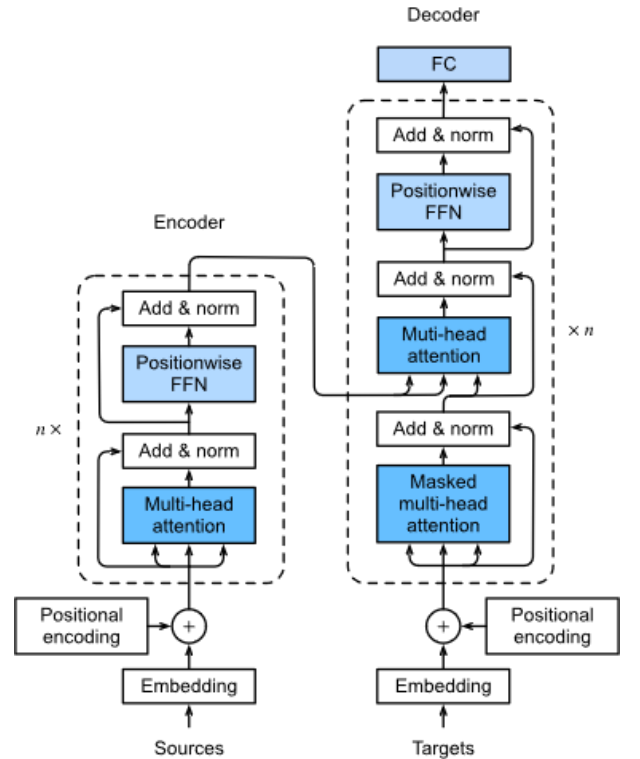 Decoder
FC
Add & norm
Positionwise
FFN
Encoder
Add & norm
Add & norm
Muti-head
attention
× n
Positionwise
FFN
n ×
Add & norm
Add & norm
Multi-head
attention
Masked
multi-head
attention
Positional
encoding
+
+
Positional
encoding
Embedding
Embedding
Sources
Targets